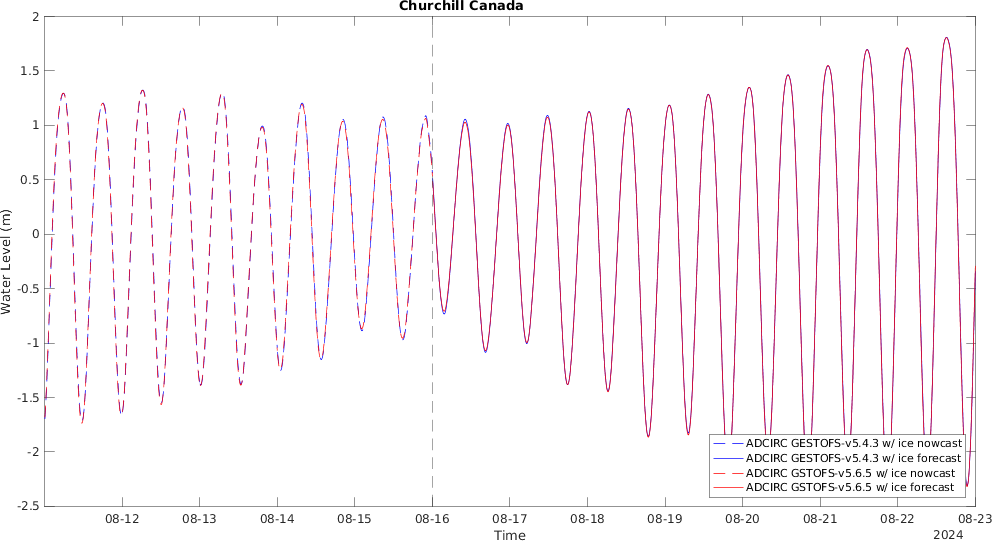 Churchill Canada
2
1.5
1
0.5
0
-0.5
-1
-1.5
-2
-2.5
Water Level (m)
ADCIRC GESTOFS-v5.4.3 w/ ice nowcast
ADCIRC GESTOFS-v5.4.3 w/ ice forecast
ADCIRC GSTOFS-v5.6.5 w/ ice nowcast
ADCIRC GSTOFS-v5.6.5 w/ ice forecast
08-12 08-13 08-14 08-15 08-16 08-17 08-18 08-19 08-20 08-21 08-22 08-23
Time
2024